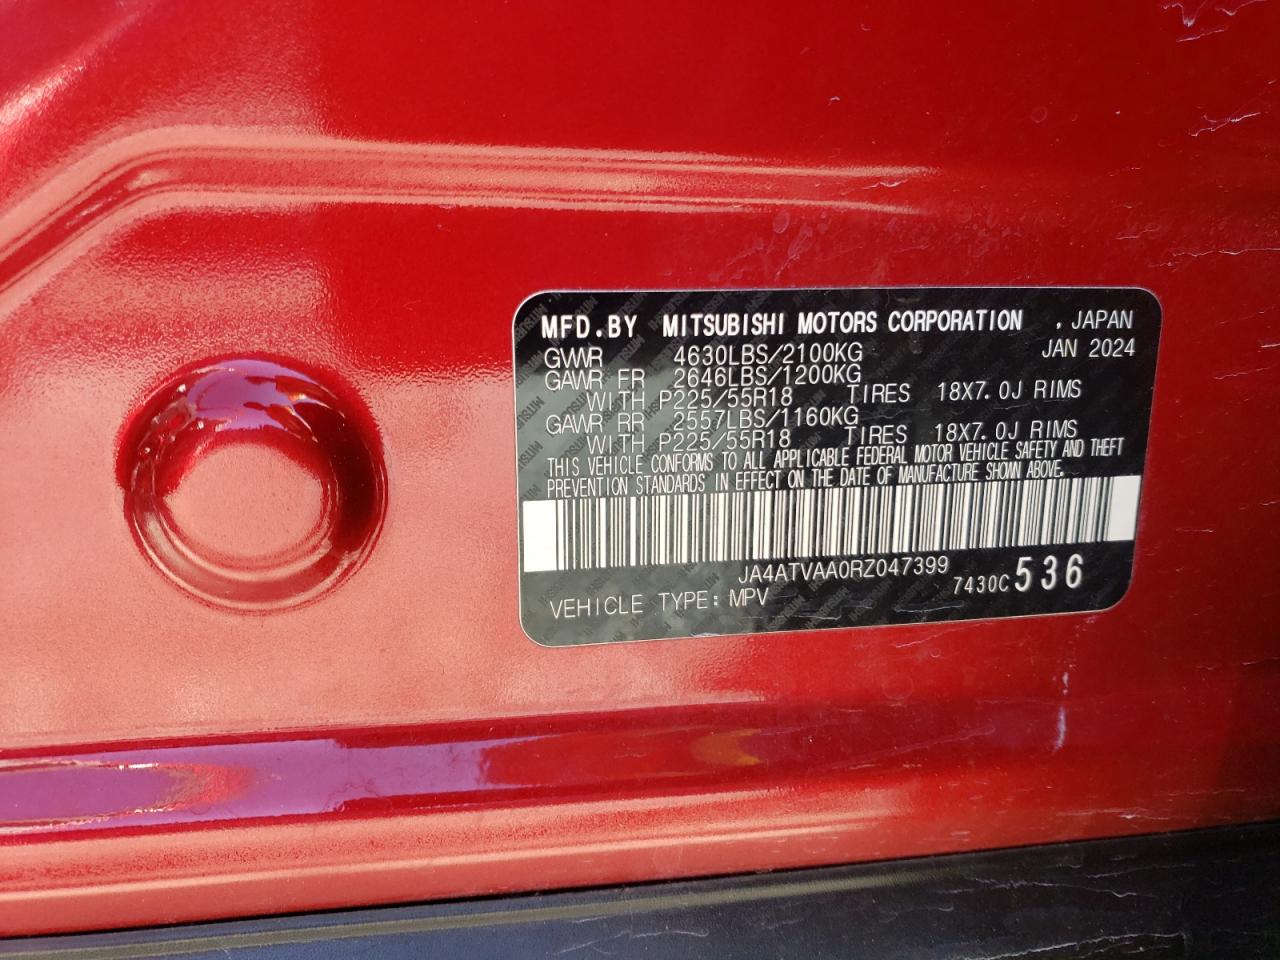 MFD.BY MITSUBISHI MOTORS CORPORATION , JAPAN
GVWR 4630LBS/2100KG JAN 2024
GAWR FR 2646LBS/1200KG
WITH P225/55R18 TIRES 18X7.0J RIMS
GAWR RR 2557LBS/1160KG
WITH P225/55R18 TIRES 18X7.0J RIMS
THIS VEHICLE CONFORMS TO ALL APPLICABLE FEDERAL MOTOR VEHICLE SAFETY AND THEFT
PREVENTION STANDARDS IN EFFECT ON THE DATE OF MANUFACTURE SHOWN ABOVE.
JA4ATVAA0RZ047399
VEHICLE TYPE: MPV 7430C 536